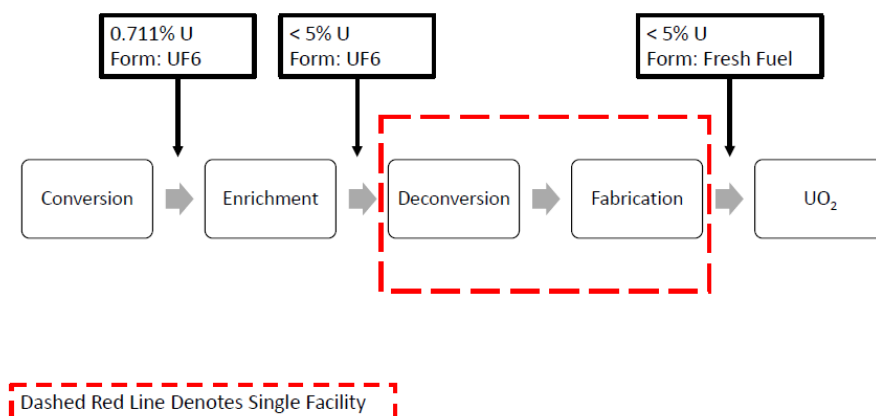 0.711% U
Form: UF6
< 5% U
Form: UF6
< 5% U
Form: Fresh Fuel
Conversion
Enrichment
Deconversion
Fabrication
UO₂
Dashed Red Line Denotes Single Facility